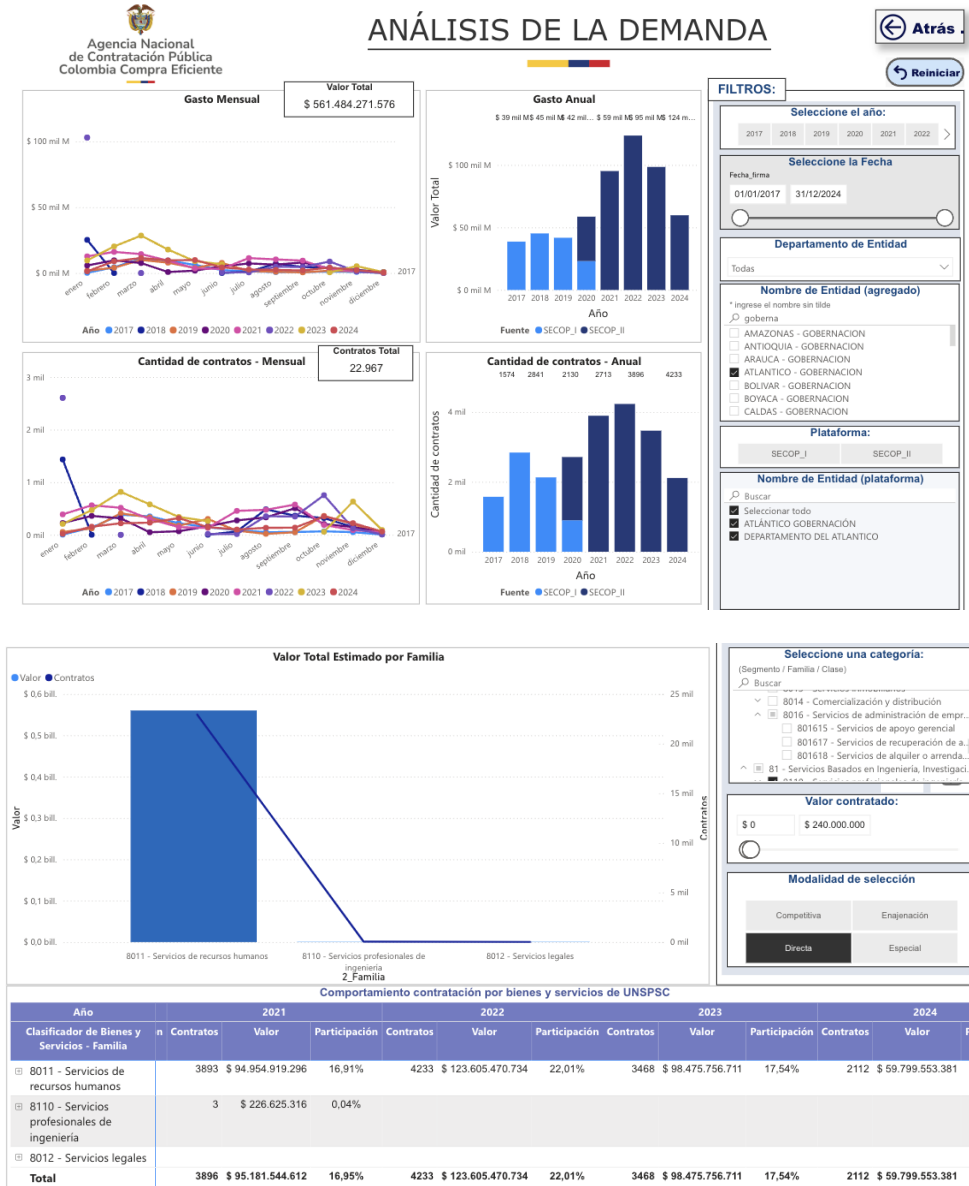 Agencia Nacional
de Contratación Pública
Colombia Compra Eficiente
ANÁLISIS DE LA DEMANDA
Atrás .
Reiniciar
Gasto Mensual
Valor Total
$ 561.484.271.576
$ 100 mil M
$ 50 mil M
$ 0 mil M
2017
enero febrero marzo abril mayo junio julio agosto septiembre octubre noviembre diciembre
Año 2017 2018 2019 2020 2021 2022 2023 2024
Gasto Anual
$ 39 mil M $ 45 mil M $ 42 mil... $ 59 mil M $ 95 mil M $ 124 m...
Valor Total
$ 100 mil M
$ 50 mil M
$ 0 mil M
2017 2018 2019 2020 2021 2022 2023 2024
Año
Fuente SECOP_I SECOP_II
Cantidad de contratos - Mensual
Contratos Total
22.967
3 mil
2 mil
1 mil
0 mil
2017
enero febrero marzo abril mayo junio julio agosto septiembre octubre noviembre diciembre
Año 2017 2018 2019 2020 2021 2022 2023 2024
Cantidad de contratos - Anual
1574 2841 2130 2713 3896 4233
Cantidad de contratos
4 mil
2 mil
0 mil
2017 2018 2019 2020 2021 2022 2023 2024
Año
Fuente SECOP_I SECOP_II
FILTROS:
Seleccione el año:
2017 2018 2019 2020 2021 2022
Seleccione la Fecha
Fecha_firma
01/01/2017 31/12/2024
Departamento de Entidad
Todas
Nombre de Entidad (agregado)
* ingrese el nombre sin tilde
goberna
AMAZONAS - GOBERNACION
ANTIOQUIA - GOBERNACION
ARAUCA - GOBERNACION
ATLANTICO - GOBERNACION
BOLIVAR - GOBERNACION
BOYACA - GOBERNACION
CALDAS - GOBERNACION
Plataforma:
SECOP_I SECOP_II
Nombre de Entidad (plataforma)
Buscar
Seleccionar todo
ATLÁNTICO GOBERNACIÓN
DEPARTAMENTO DEL ATLANTICO
Valor Total Estimado por Familia
Valor Contratos
Valor
$ 0,6 bill.
$ 0,5 bill.
$ 0,4 bill.
$ 0,3 bill.
$ 0,2 bill.
$ 0,1 bill.
$ 0,0 bill.
25 mil
20 mil
15 mil
10 mil
5 mil
0 mil
Contratos
8011 - Servicios de recursos humanos
8110 - Servicios profesionales de
ingeniería
8012 - Servicios legales
2_Familia
Seleccione una categoría:
(Segmento / Familia / Clase)
Buscar
8014 - Comercialización y distribución
8016 - Servicios de administración de empr...
801615 - Servicios de apoyo gerencial
801617 - Servicios de recuperación de a...
801618 - Servicios de alquiler o arrenda...
81 - Servicios Basados en Ingeniería, Investigaci...
Valor contratado:
$ 0 $ 240.000.000
Modalidad de selección
Competitiva Enajenación
Directa Especial
Comportamiento contratación por bienes y servicios de UNSPSC
Año 2021 2022 2023 2024
Clasificador de Bienes y
Servicios - Familia
n Contratos Valor Participación Contratos Valor Participación Contratos Valor Participación Contratos Valor
8011 - Servicios de
recursos humanos
3893 $ 94.954.919.296 16,91% 4233 $ 123.605.470.734 22,01% 3468 $ 98.475.756.711 17,54% 2112 $ 59.799.553.381
8110 - Servicios
profesionales de
ingeniería
3 $ 226.625.316 0,04%
8012 - Servicios legales
Total 3896 $ 95.181.544.612 16,95% 4233 $ 123.605.470.734 22,01% 3468 $ 98.475.756.711 17,54% 2112 $ 59.799.553.381